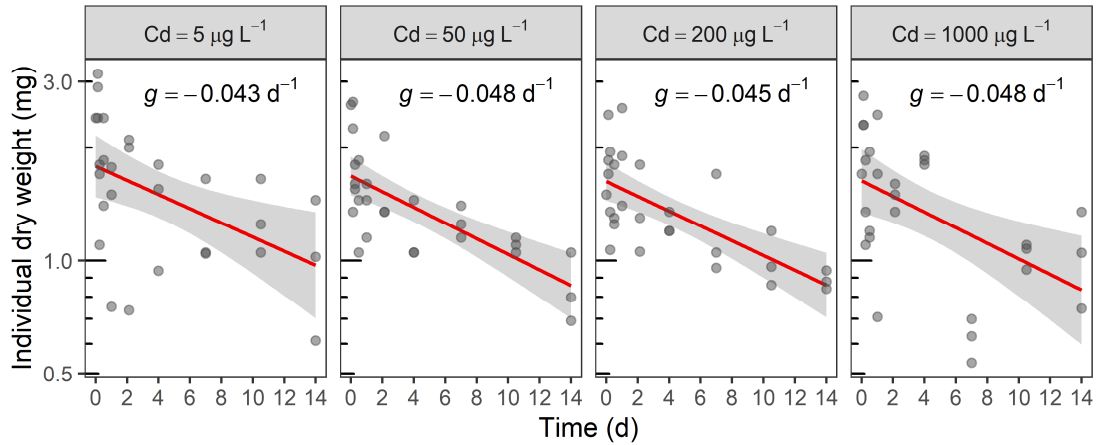 Cd = 5 μg L⁻¹
Cd = 50 μg L⁻¹
Cd = 200 μg L⁻¹
Cd = 1000 μg L⁻¹
g = −0.043 d⁻¹
g = −0.048 d⁻¹
g = −0.045 d⁻¹
g = −0.048 d⁻¹
Individual dry weight (mg)
3.0
1.0
0.5
0 2 4 6 8 10 12 14
0 2 4 6 8 10 12 14
0 2 4 6 8 10 12 14
0 2 4 6 8 10 12 14
Time (d)